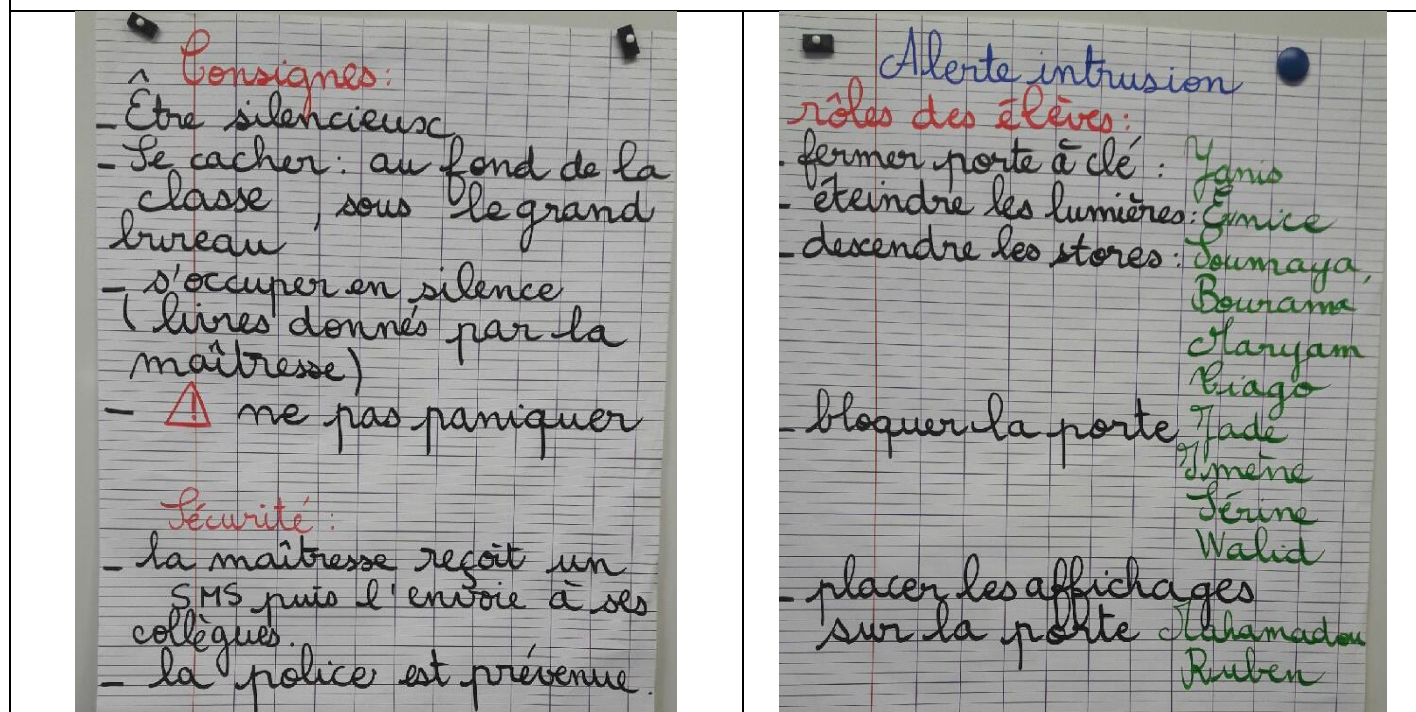 Consignes:
- Être silencieux
- Se cacher: au fond de la
classe, sous le grand
bureau
- s'occuper en silence
(livres donnés par la
maîtresse)
- ne pas paniquer
Sécurité:
- la maîtresse reçoit un
SMS puis l'envoie à ses
collègues.
- la police est prévenue.
Alerte intrusion
rôles des élèves:
- fermer porte à clé: Yanis
- éteindre les lumières: Eunice
- descendre les stores: Soumaya,
Bourama
Maryam
Tiago
- bloquer la porte Jade
Imène
Sérine
Walid
- placer les affichages
sur la porte Mahamadou
Ruben